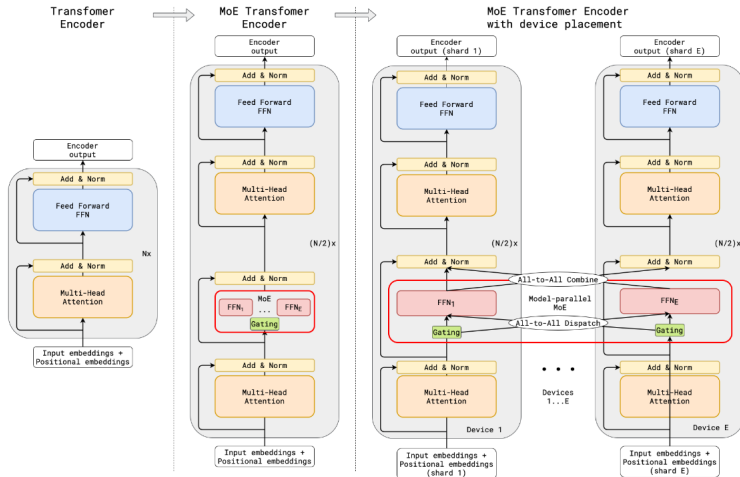 Transfomer
Encoder
MoE Transfomer
Encoder
MoE Transfomer Encoder
with device placement
Encoder
output
Add & Norm
Feed Forward
FFN
Add & Norm
Multi-Head
Attention
Nx
Input embeddings +
Positional embeddings
Encoder
output
Add & Norm
Feed Forward
FFN
Add & Norm
Multi-Head
Attention
(N/2)x
Add & Norm
MoE
FFN1
...
FFNE
Gating
Add & Norm
Multi-Head
Attention
Input embeddings +
Positional embeddings
Encoder
output (shard 1)
Add & Norm
Feed Forward
FFN
Add & Norm
Multi-Head
Attention
(N/2)x
Add & Norm
FFN1
Gating
Add & Norm
Multi-Head
Attention
Device 1
Input embeddings +
Positional embeddings
(shard 1)
All-to-All Combine
Model-parallel
MoE
All-to-All Dispatch
Devices
1...E
Encoder
output (shard E)
Add & Norm
Feed Forward
FFN
Add & Norm
Multi-Head
Attention
(N/2)x
Add & Norm
FFNE
Gating
Add & Norm
Multi-Head
Attention
Device E
Input embeddings +
Positional embeddings
(shard E)